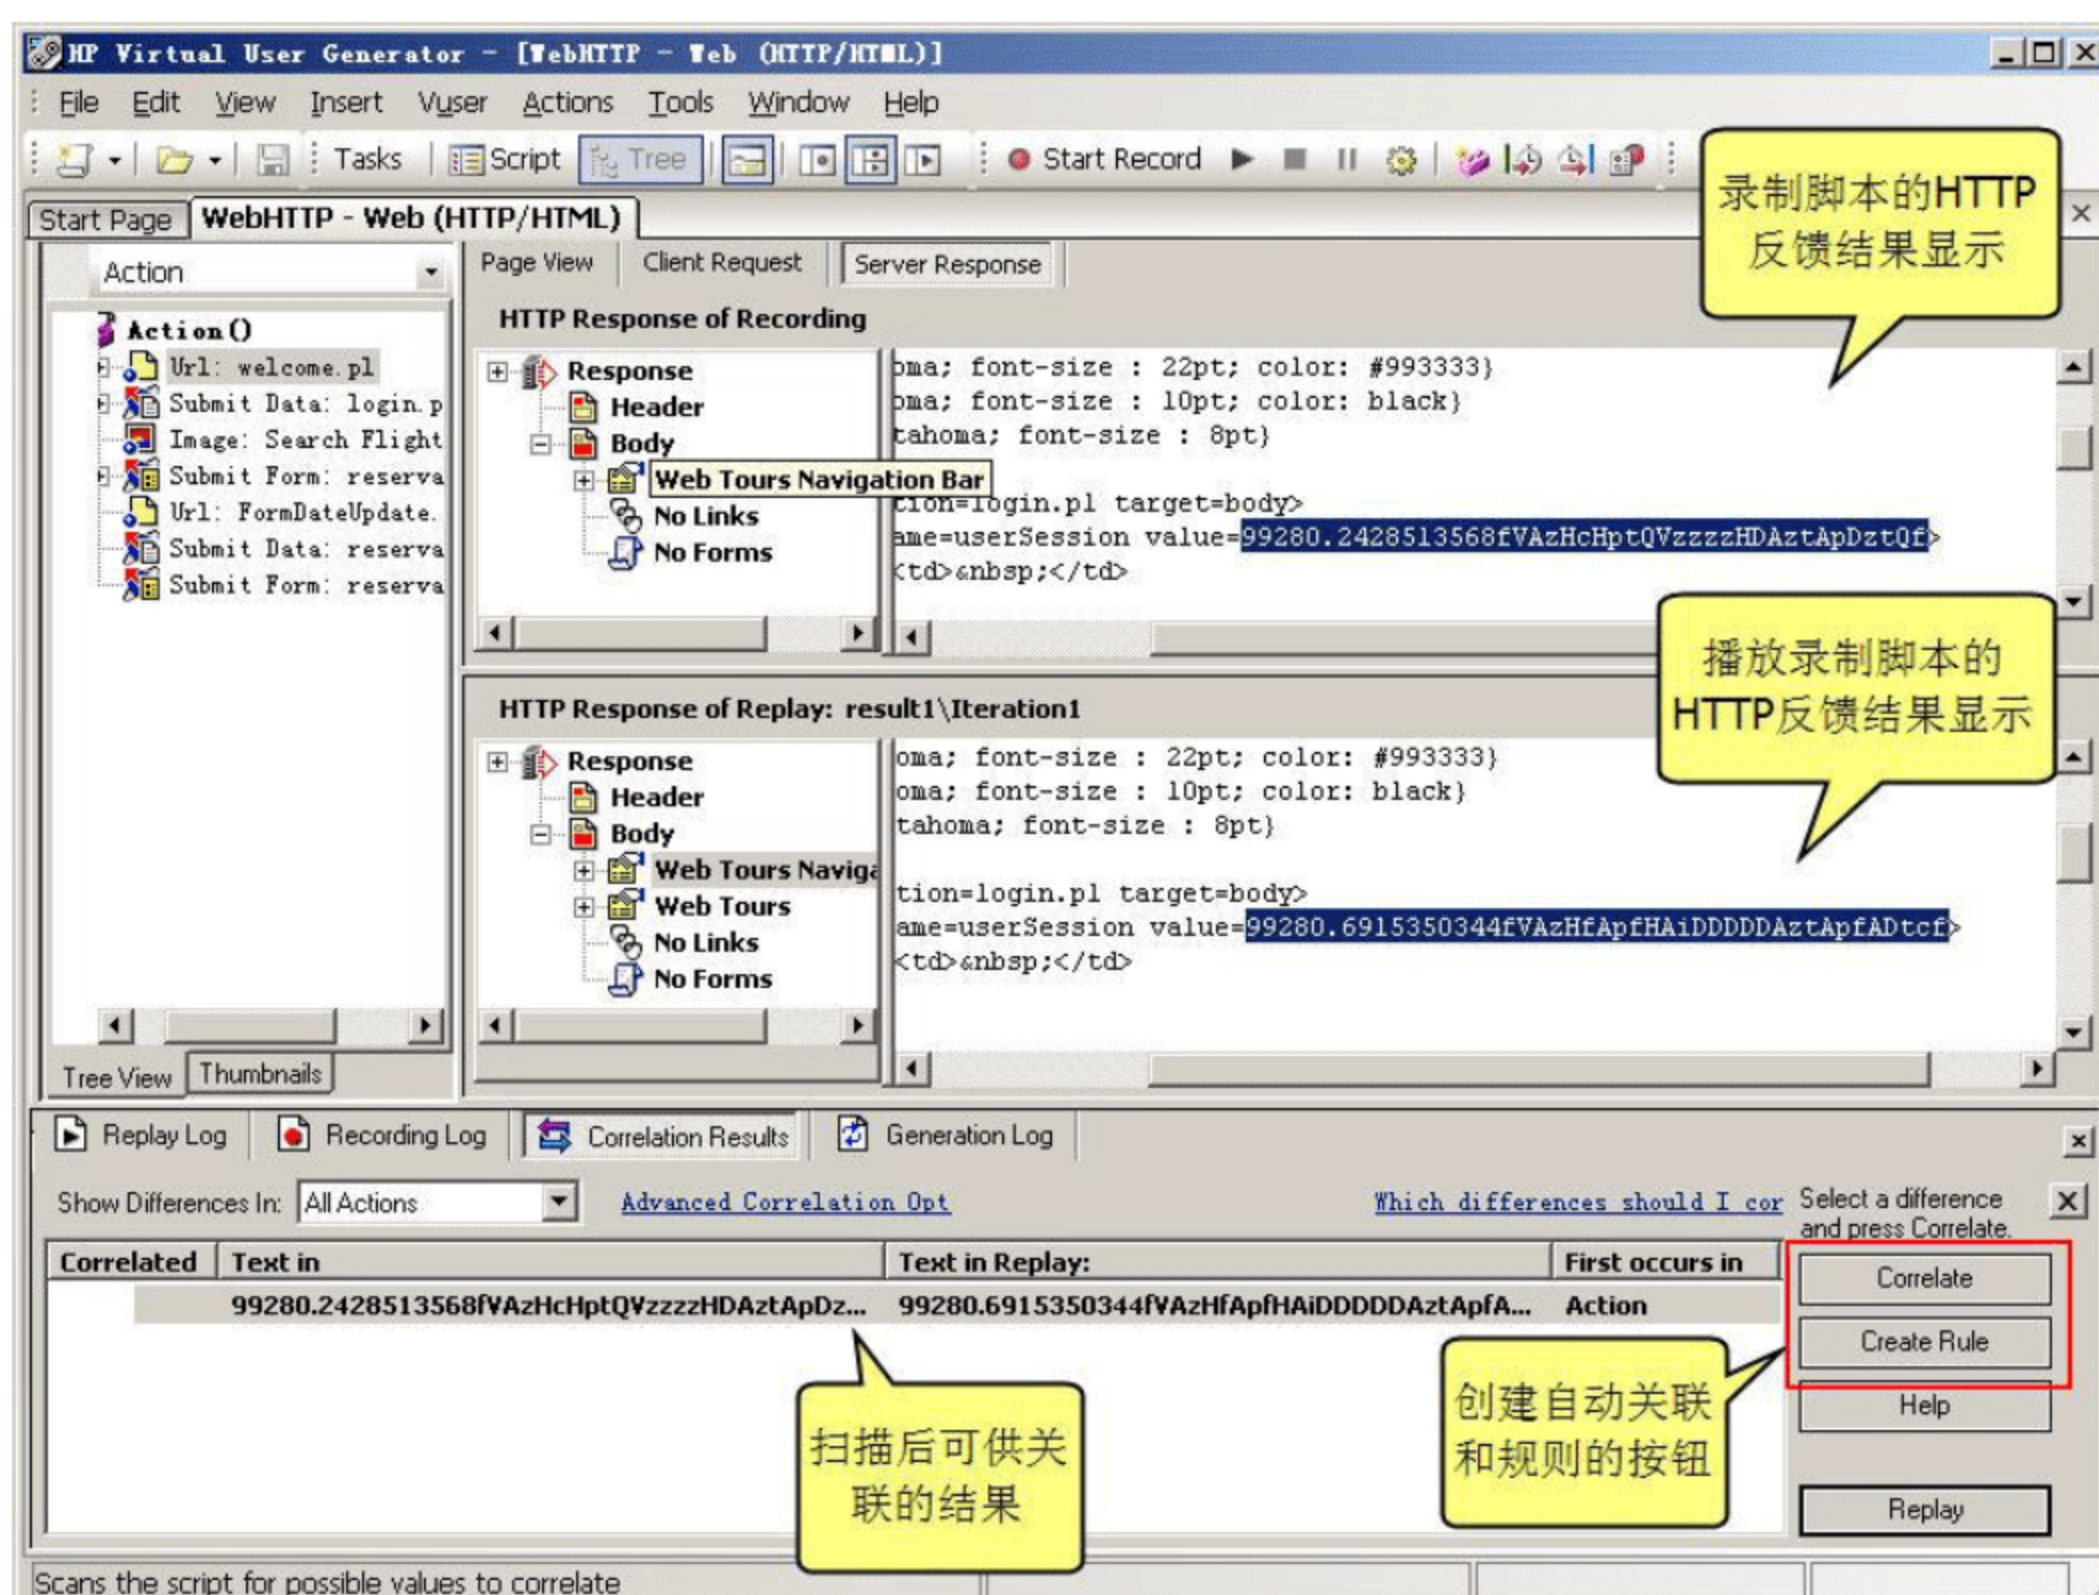 HP Virtual User Generator - [WebHTTP - Web (HTTP/HTML)]
File Edit View Insert Vuser Actions Tools Window Help
Tasks Script Tree Start Record
录制脚本的HTTP
反馈结果显示
Start Page WebHTTP - Web (HTTP/HTML)
Action
Page View Client Request Server Response
HTTP Response of Recording
Action()
Url: welcome.pl
Submit Data: login.p
Image: Search Flight
Submit Form: reserva
Url: FormDateUpdate.
Submit Data: reserva
Submit Form: reserva
Response
Header
Body
Web Tours Navigation Bar
No Links
No Forms
oma; font-size : 22pt; color: #993333}
oma; font-size : 10pt; color: black}
tahoma; font-size : 8pt}
tion=login.pl target=body>
ame=userSession value=99280.2428513568fVAzHcHptQVzzzzHDAztApDztQf>
<td>&nbsp;</td>
播放录制脚本的
HTTP反馈结果显示
HTTP Response of Replay: result1\Iteration1
Response
Header
Body
Web Tours Naviga
Web Tours
No Links
No Forms
oma; font-size : 22pt; color: #993333}
oma; font-size : 10pt; color: black}
tahoma; font-size : 8pt}
tion=login.pl target=body>
ame=userSession value=99280.6915350344fVAzHfApfHAiDDDDDAztApfADtcf>
<td>&nbsp;</td>
Tree View Thumbnails
Replay Log Recording Log Correlation Results Generation Log
Show Differences In: All Actions Advanced Correlation Opt Which differences should I cor
Select a difference
and press Correlate.
Correlated Text in Text in Replay: First occurs in
99280.2428513568fVAzHcHptQVzzzzHDAztApDz... 99280.6915350344fVAzHfApfHAiDDDDDAztApfA... Action
Correlate
Create Rule
Help
Replay
扫描后可供关
联的结果
创建自动关联
和规则的按钮
Scans the script for possible values to correlate